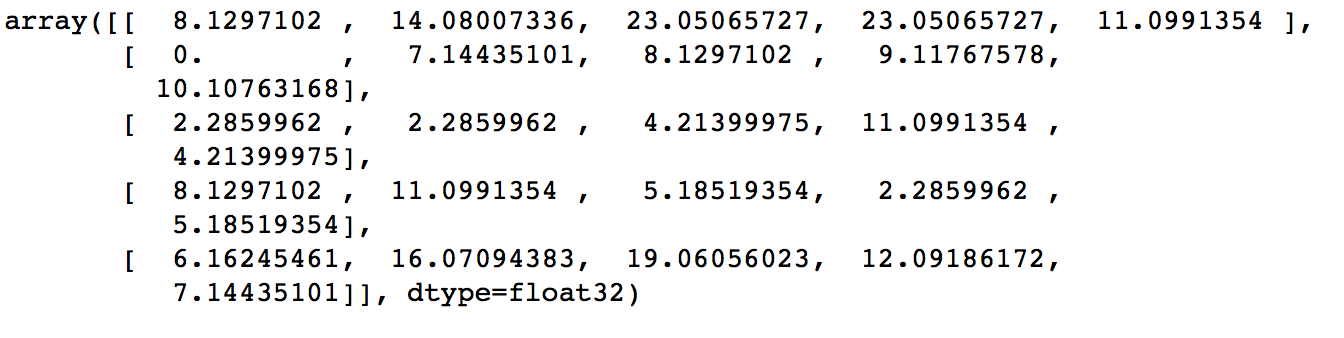 array([[  8.1297102 ,  14.08007336,  23.05065727,  23.05065727,  11.0991354 ],
       [  0.        ,   7.14435101,   8.1297102 ,   9.11767578,
         10.10763168],
       [  2.2859962 ,   2.2859962 ,   4.21399975,  11.0991354 ,
          4.21399975],
       [  8.1297102 ,  11.0991354 ,   5.18519354,   2.2859962 ,
          5.18519354],
       [  6.16245461,  16.07094383,  19.06056023,  12.09186172,
          7.14435101]], dtype=float32)